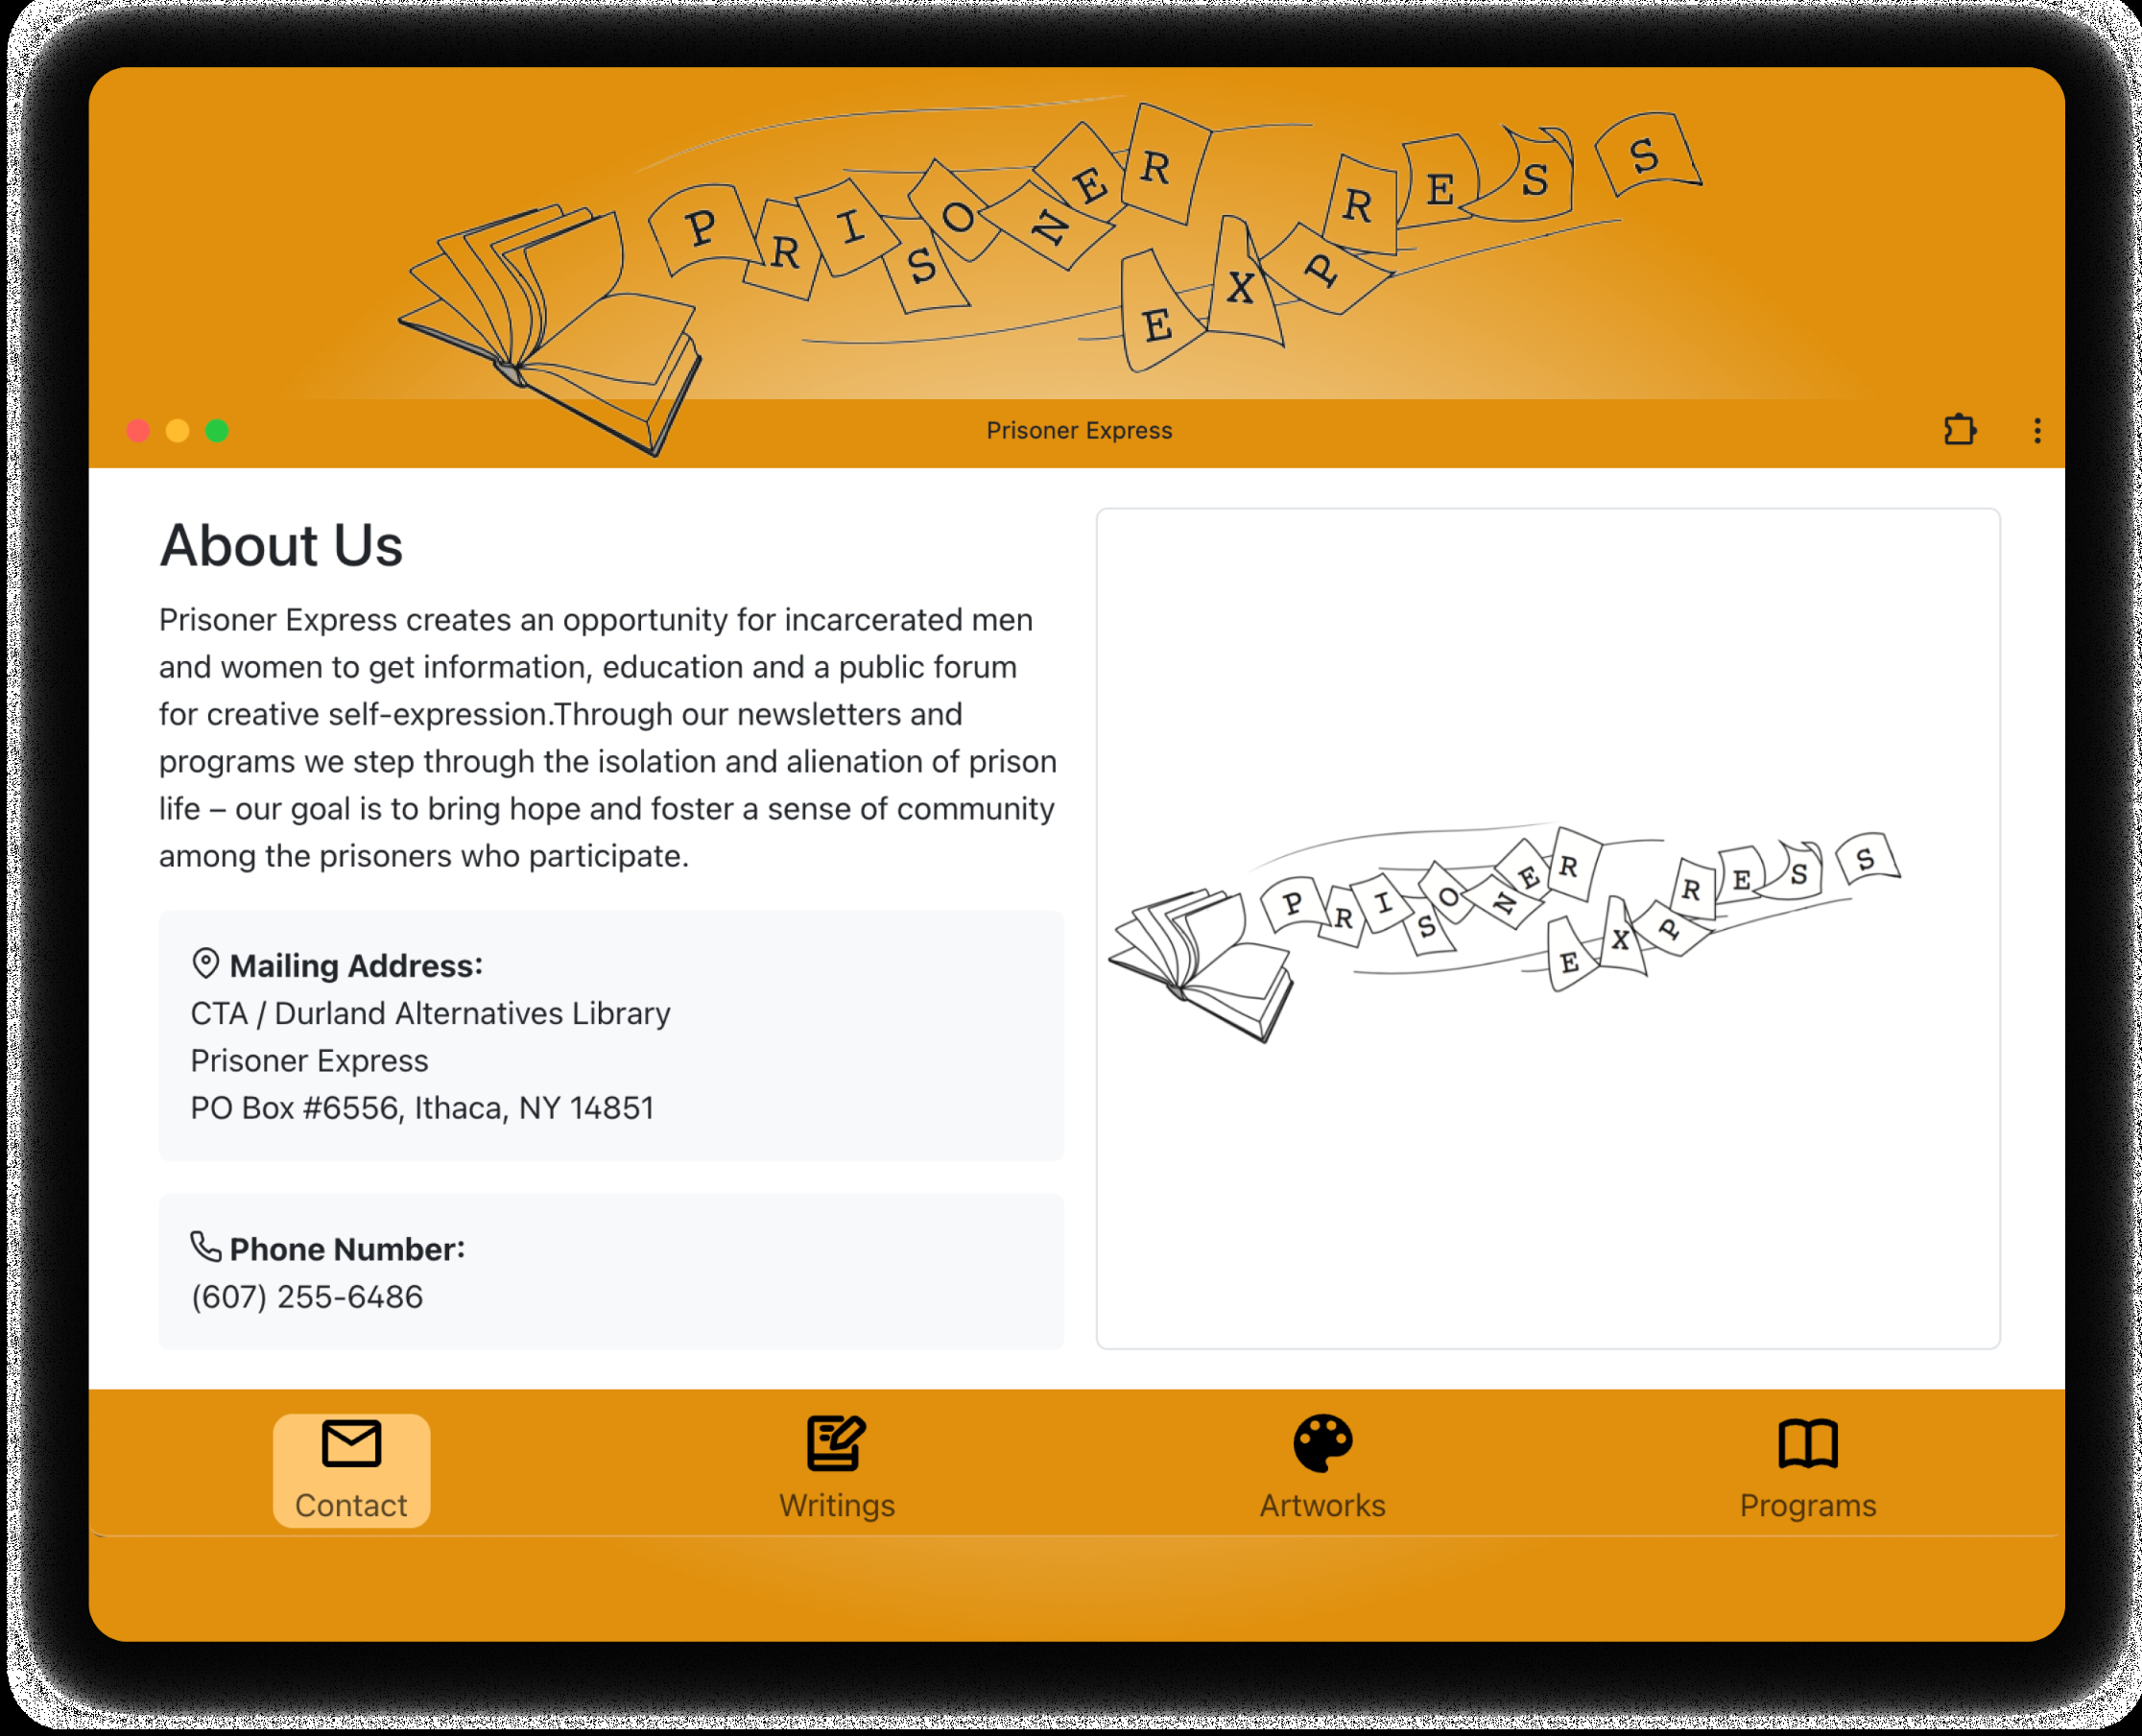 PRISONER
EXPRESS
Prisoner Express
About Us
Prisoner Express creates an opportunity for incarcerated men
and women to get information, education and a public forum
for creative self-expression.Through our newsletters and
programs we step through the isolation and alienation of prison
life – our goal is to bring hope and foster a sense of community
among the prisoners who participate.
Mailing Address:
CTA / Durland Alternatives Library
Prisoner Express
PO Box #6556, Ithaca, NY 14851
Phone Number:
(607) 255-6486
PRISONER
EXPRESS
Contact
Writings
Artworks
Programs